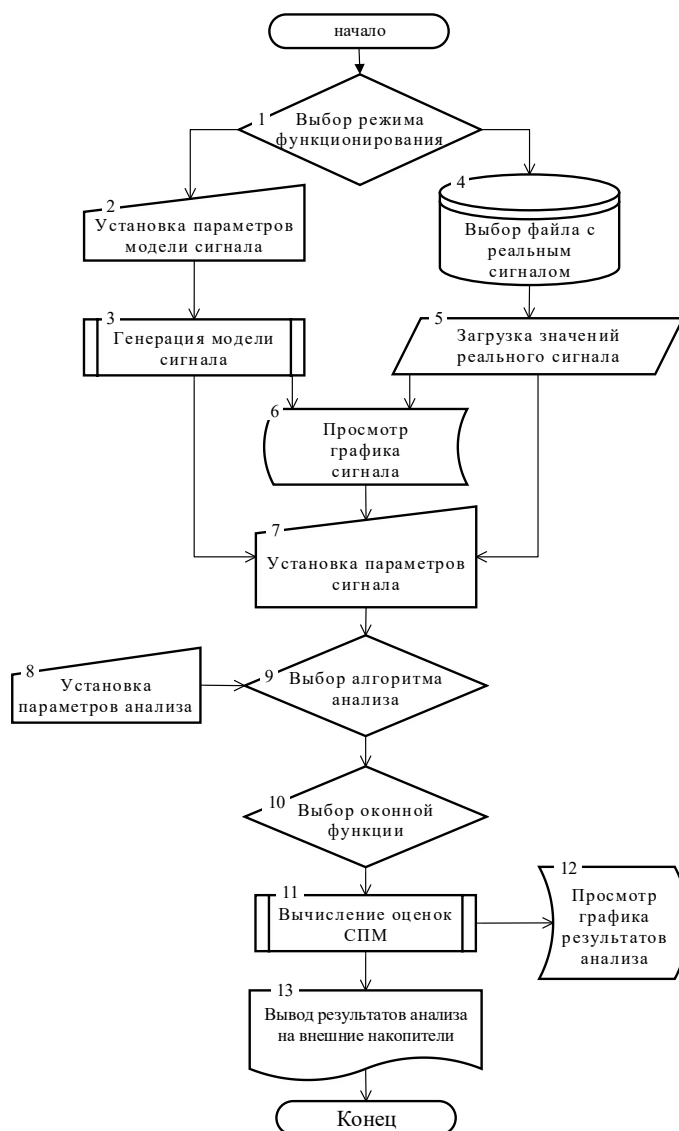 начало
1
Выбор режима
функционирования
2
Установка параметров
модели сигнала
4
Выбор файла с
реальным
сигналом
3
Генерация модели
сигнала
5
Загрузка значений
реального сигнала
6
Просмотр
графика
сигнала
7
Установка параметров
сигнала
8
Установка
параметров анализа
9
Выбор алгоритма
анализа
10
Выбор оконной
функции
11
Вычисление оценок
СПМ
12
Просмотр
графика
результатов
анализа
13
Вывод результатов анализа
на внешние накопители
Конец